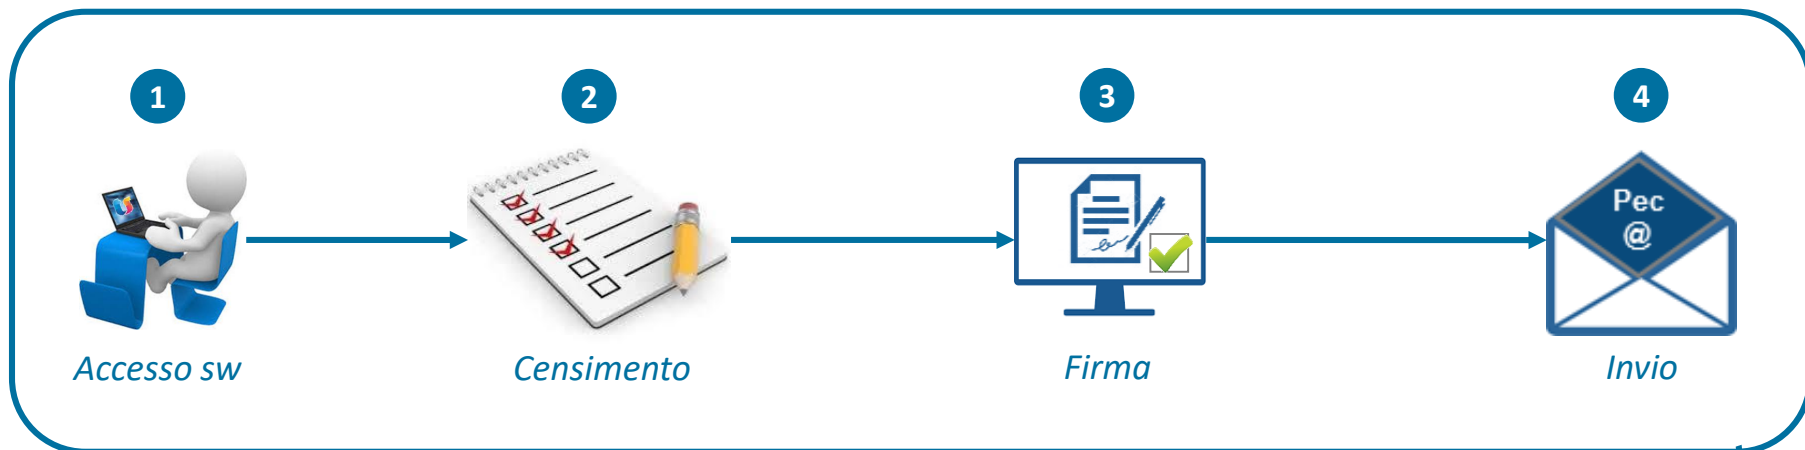 1
2
3
4
Pec
@
Accesso sw
Censimento
Firma
Invio